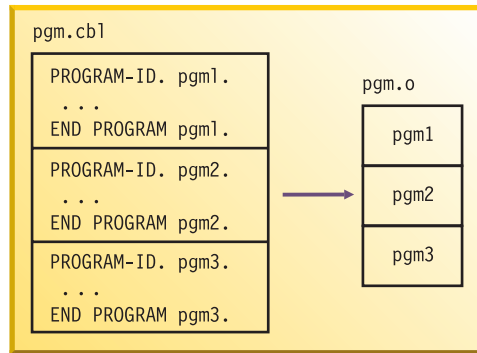 pgm.cbl
PROGRAM-ID. pgm1.
...
END PROGRAM pgm1.
PROGRAM-ID. pgm2.
...
END PROGRAM pgm2.
PROGRAM-ID. pgm3.
...
END PROGRAM pgm3.
pgm.o
pgm1
pgm2
pgm3